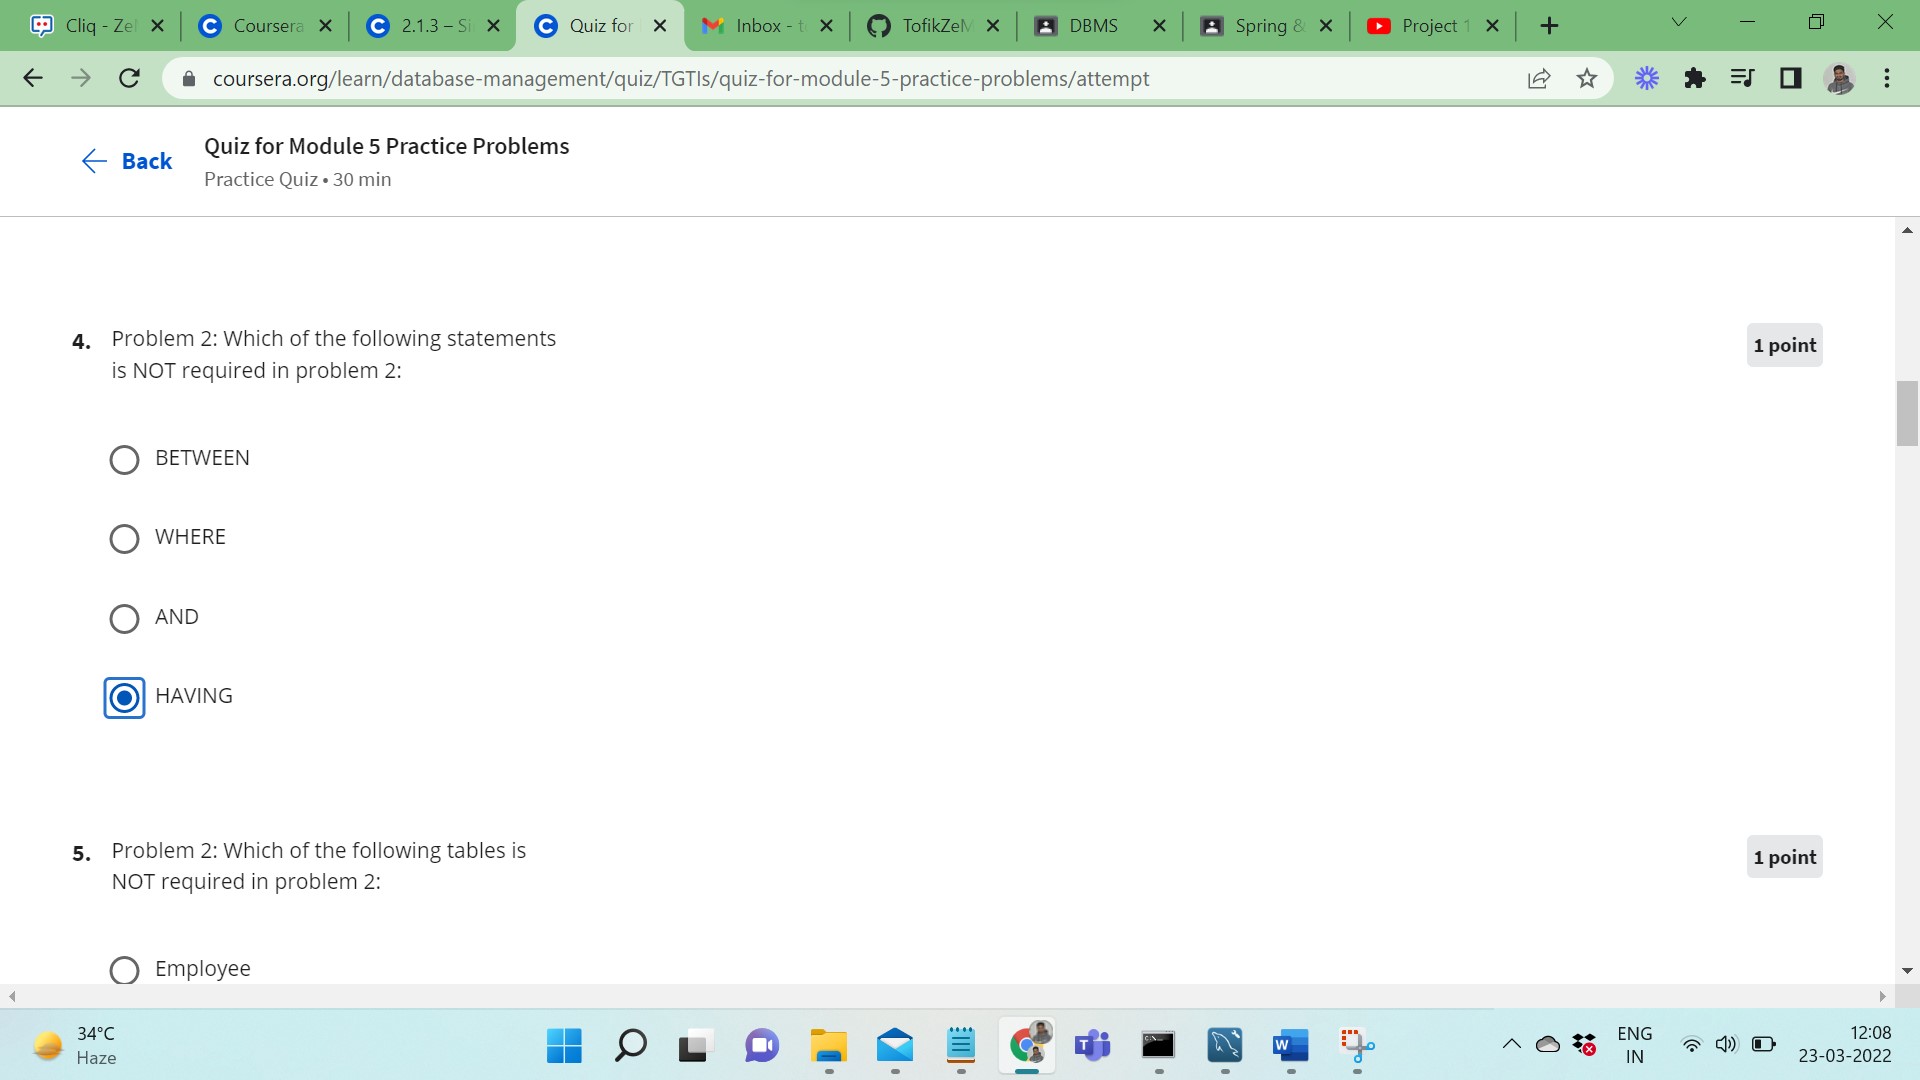 Cliq - Zel
Coursera
2.1.3 – Si
Quiz for
Inbox - t
TofikZeM
DBMS
Spring &
Project 1
coursera.org/learn/database-management/quiz/TGTIs/quiz-for-module-5-practice-problems/attempt
Back
Quiz for Module 5 Practice Problems
Practice Quiz • 30 min
4. Problem 2: Which of the following statements
is NOT required in problem 2:
1 point
BETWEEN
WHERE
AND
HAVING
5. Problem 2: Which of the following tables is
NOT required in problem 2:
1 point
Employee
34°C
Haze
ENG
IN
12:08
23-03-2022